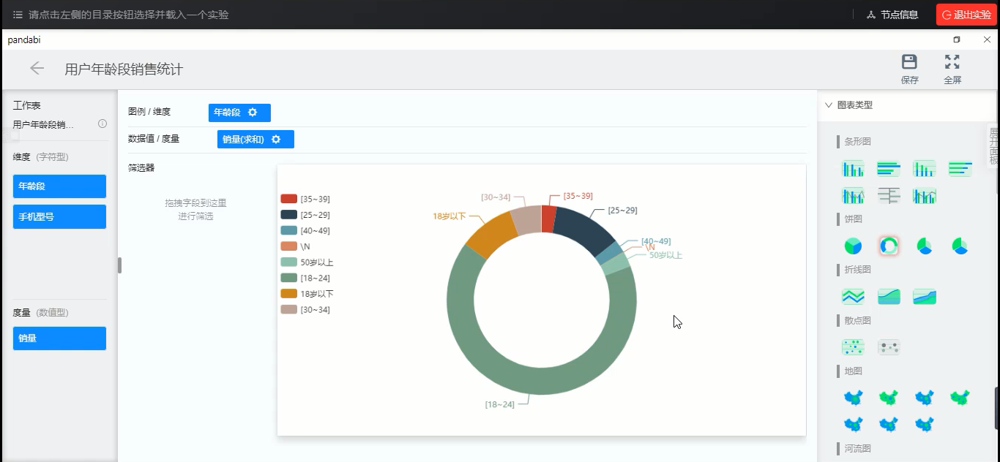 请点击左侧的目录按钮选择并载入一个实验
节点信息
退出实验
pandabi
用户年龄段销售统计
保存
全屏
工作表
用户年龄段销...
维度 (字符型)
年龄段
手机型号
度量 (数值型)
销量
图例 / 维度
年龄段
数据值 / 度量
销量(求和)
筛选器
拖拽字段到这里
进行筛选
[35~39]
[25~29]
[40~49]
\N
50岁以上
[18~24]
18岁以下
[30~34]
[30~34]
[35~39]
18岁以下
[25~29]
[40~49]
\N
50岁以上
[18~24]
图表类型
条形图
饼图
折线图
散点图
地图
河流图
展开面板